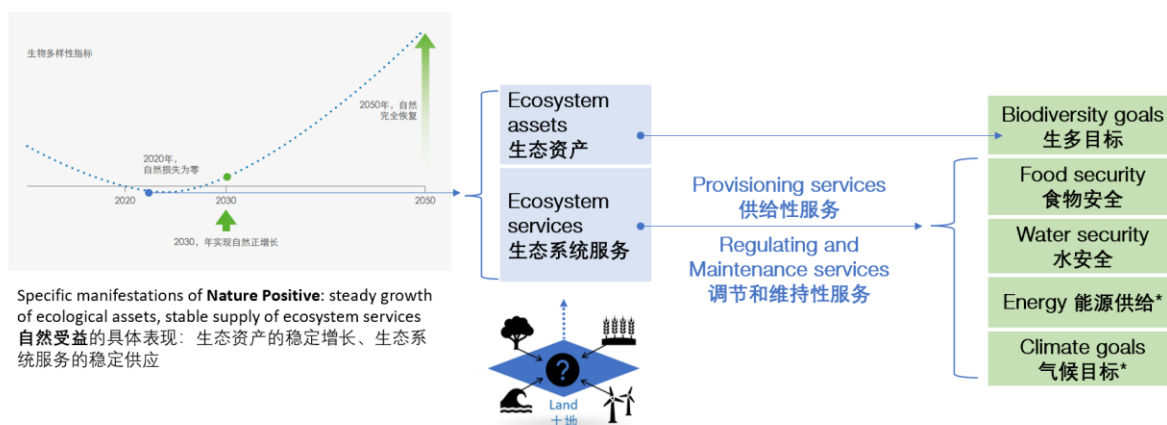 生物多样性指标
2050年，自然
完全恢复
2020年，
自然损失为零
2020
2030
2050
2030，年实现自然正增长
Specific manifestations of Nature Positive: steady growth
of ecological assets, stable supply of ecosystem services
自然受益的具体表现：生态资产的稳定增长、生态系
统服务的稳定供应
Ecosystem
assets
生态资产
Ecosystem
services
生态系统服务
?
Land
土地
Provisioning services
供给性服务
Regulating and
Maintenance services
调节和维持性服务
Biodiversity goals
生多目标
Food security
食物安全
Water security
水安全
Energy 能源供给*
Climate goals
气候目标*